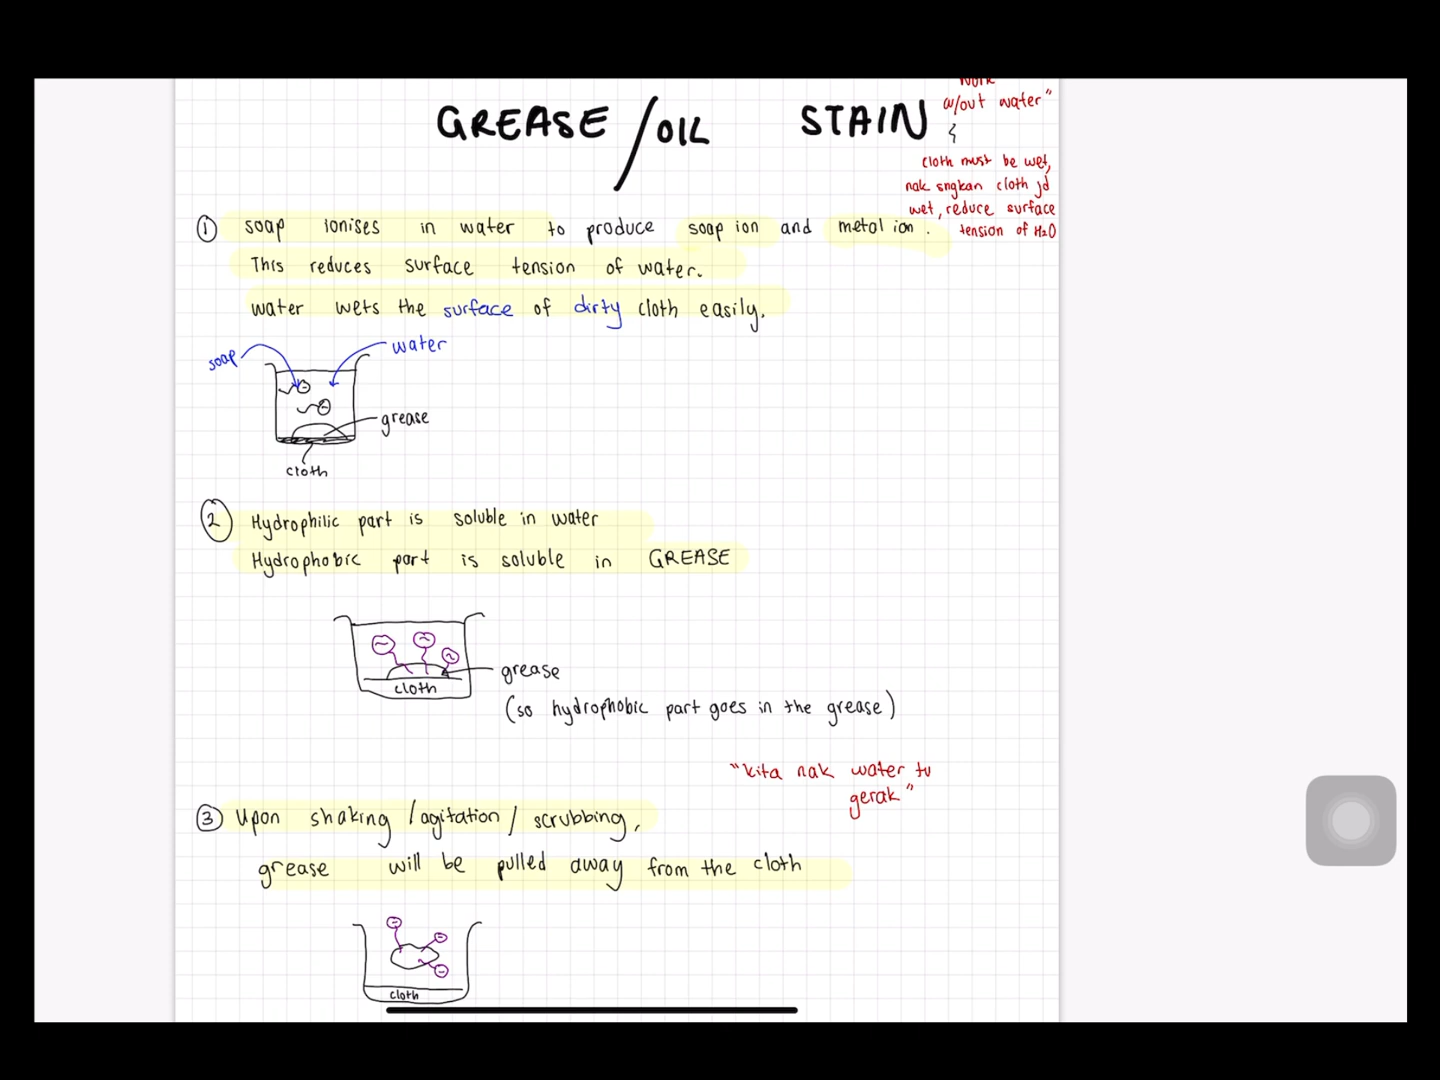 work
w/out water"
GREASE / OIL STAIN
&
cloth must be wet,
nak sngkan cloth jd
wet, reduce surface
tension of H₂O
① soap ionises in water to produce soap ion and metal ion.
This reduces surface tension of water.
water wets the surface of dirty cloth easily.
soap
water
grease
cloth
② Hydrophilic part is soluble in water
Hydrophobic part is soluble in GREASE
grease
cloth
(so hydrophobic part goes in the grease)
"kita nak water tu
gerak"
③ Upon shaking /agitation / scrubbing,
grease will be pulled away from the cloth
cloth